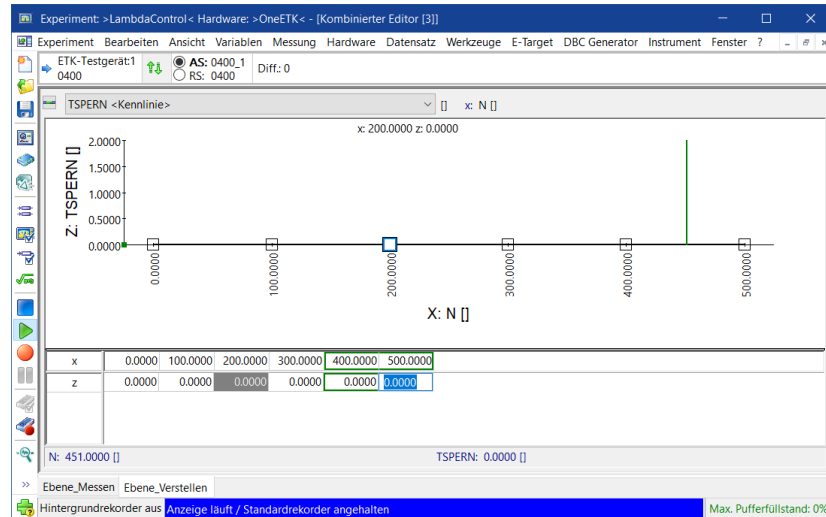 Experiment: >LambdaControl< Hardware: >OneETK< - [Kombinierter Editor [3]]
Experiment Bearbeiten Ansicht Variablen Messung Hardware Datensatz Werkzeuge E-Target DBC Generator Instrument Fenster ?
ETK-Testgerät:1 AS: 0400_1 Diff.: 0
0400 RS: 0400
TSPERN <Kennlinie> [] x: N []
x: 200.0000 z: 0.0000
Z: TSPERN []
2.0000
1.5000
1.0000
0.5000
0.0000
0.0000 100.0000 200.0000 300.0000 400.0000 500.0000
X: N []
x 0.0000 100.0000 200.0000 300.0000 400.0000 500.0000
z 0.0000 0.0000 0.0000 0.0000 0.0000 0.0000
N: 451.0000 [] TSPERN: 0.0000 []
Ebene_Messen Ebene_Verstellen
Hintergrundrekorder aus Anzeige läuft / Standardrekorder angehalten Max. Pufferfüllstand: 0%